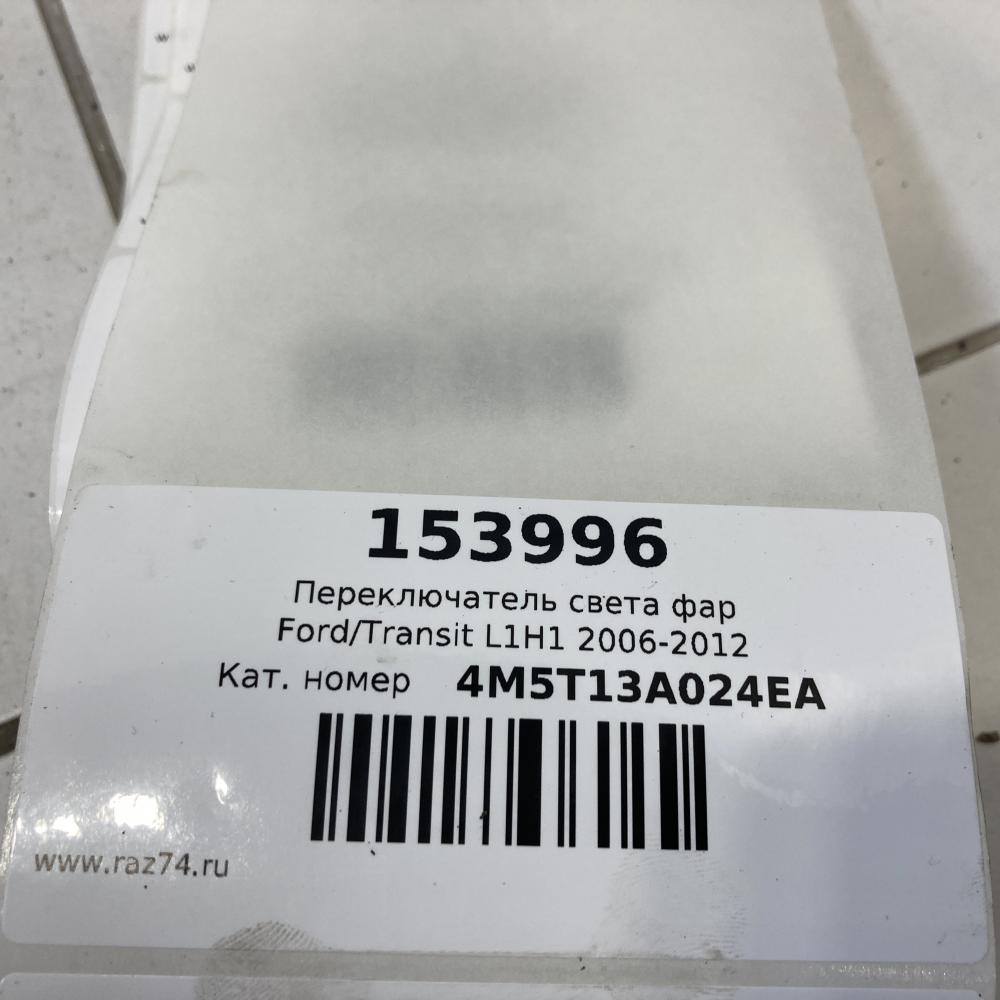 153996
Переключатель света фар
Ford/Transit L1H1 2006-2012
Кат. номер 4M5T13A024EA
www.raz74.ru